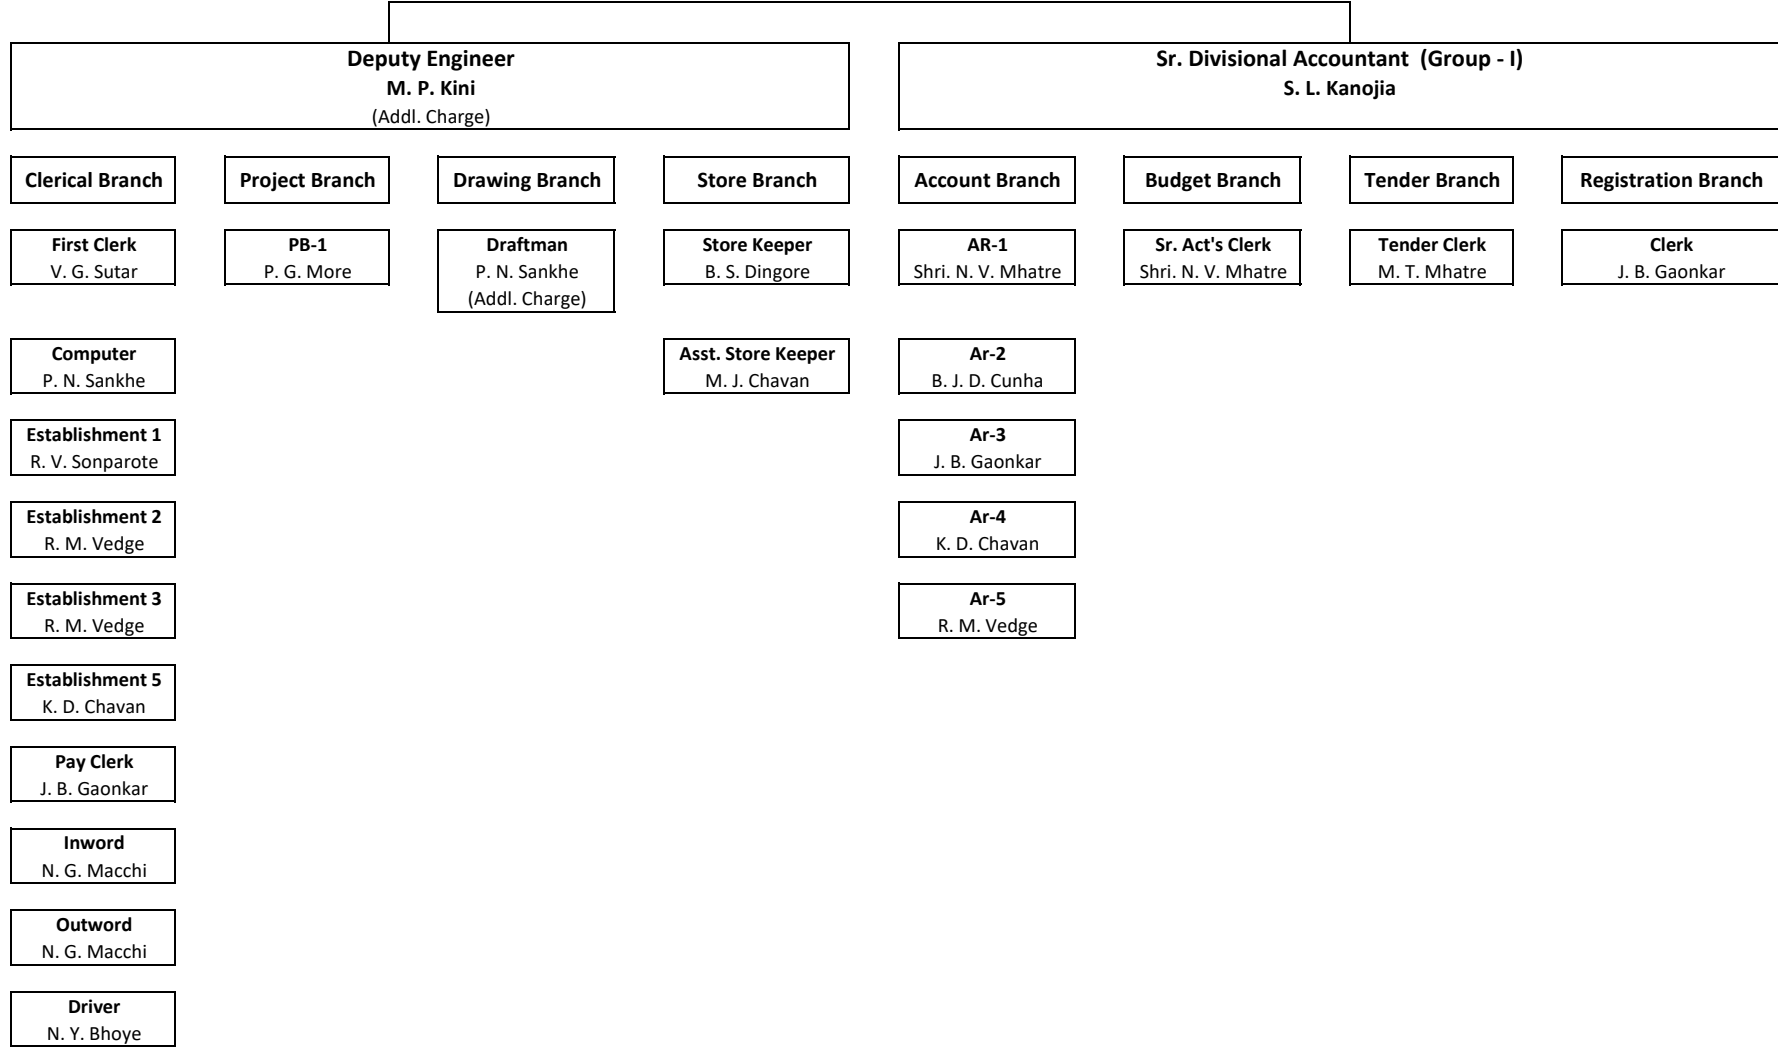 Deputy Engineer
M. P. Kini
(Addl. Charge)
Sr. Divisional Accountant (Group - I)
S. L. Kanojia
Clerical Branch
Project Branch
Drawing Branch
Store Branch
Account Branch
Budget Branch
Tender Branch
Registration Branch
First Clerk
V. G. Sutar
PB-1
P. G. More
Draftman
P. N. Sankhe
(Addl. Charge)
Store Keeper
B. S. Dingore
AR-1
Shri. N. V. Mhatre
Sr. Act's Clerk
Shri. N. V. Mhatre
Tender Clerk
M. T. Mhatre
Clerk
J. B. Gaonkar
Computer
P. N. Sankhe
Asst. Store Keeper
M. J. Chavan
Ar-2
B. J. D. Cunha
Establishment 1
R. V. Sonparote
Ar-3
J. B. Gaonkar
Establishment 2
R. M. Vedge
Ar-4
K. D. Chavan
Establishment 3
R. M. Vedge
Ar-5
R. M. Vedge
Establishment 5
K. D. Chavan
Pay Clerk
J. B. Gaonkar
Inword
N. G. Macchi
Outword
N. G. Macchi
Driver
N. Y. Bhoye